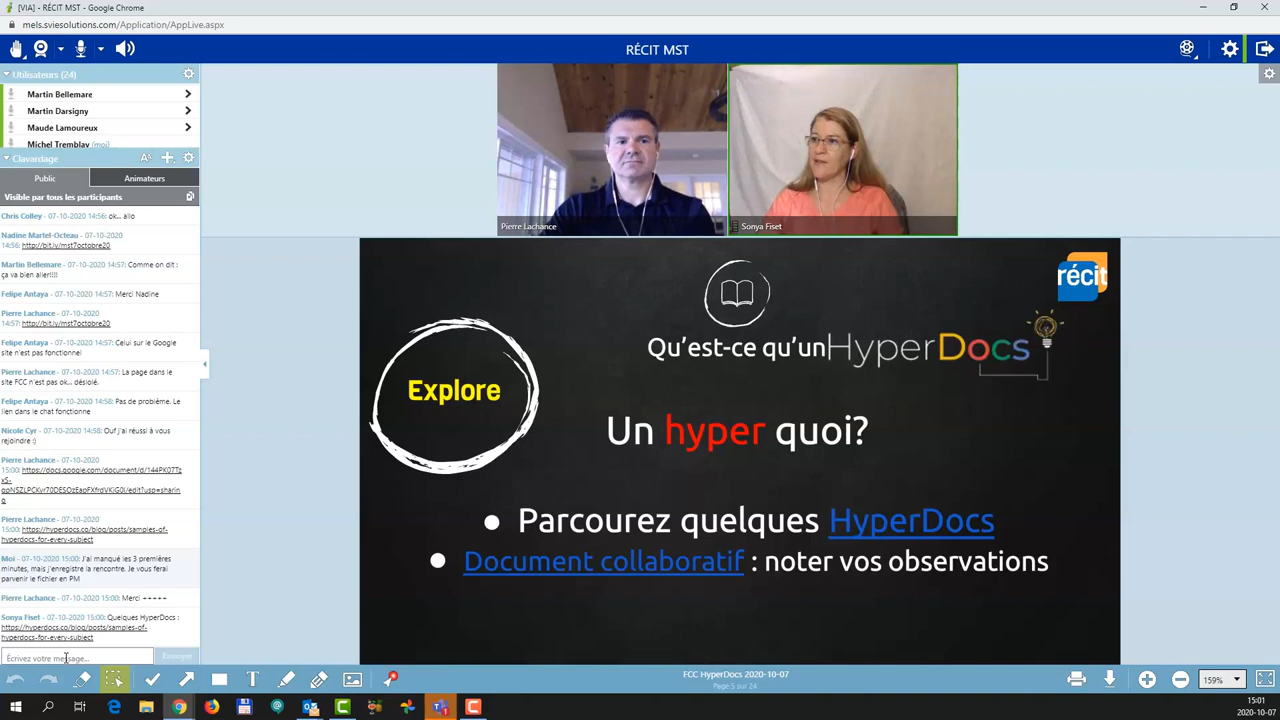 [VIA] - RÉCIT MST - Google Chrome
mels.sviesolutions.com/Application/AppLive.aspx
RÉCIT MST
Utilisateurs (24)
Martin Bellemare
Martin Darsigny
Maude Lamoureux
Michel Tremblay (moi)
Clavardage
Public
Animateurs
Visible par tous les participants
Chris Colley - 07-10-2020 14:56: ok... allo
Nadine Martel-Octeau - 07-10-2020
14:56: http://bit.ly/mst7octobre20
Martin Bellemare - 07-10-2020 14:57: Comme on dit :
ça va bien aller!!!!
Felipe Antaya - 07-10-2020 14:57: Merci Nadine
Pierre Lachance - 07-10-2020
14:57: http://bit.ly/mst7octobre20
Felipe Antaya - 07-10-2020 14:57: Celui sur le Google
site n'est pas fonctionnel
Pierre Lachance - 07-10-2020 14:57: La page dans le
site FCC n'est pas ok... désolé.
Felipe Antaya - 07-10-2020 14:58: Pas de problème. Le
lien dans le chat fonctionne
Nicole Cyr - 07-10-2020 14:58: Ouf j'ai réussi à vous
rejoindre :)
Pierre Lachance - 07-10-2020
15:00: https://docs.google.com/document/d/144PK07Tg
xS-
Pierre Lachance - 07-10-2020
15:00: https://hyperdocs.co/blog/posts/samples-of-
hyperdocs-for-every-subject
Moi - 07-10-2020 15:00: J'ai manqué les 3 premières
minutes, mais j'enregistre la rencontre. Je vous ferai
parvenir le fichier en PM
Pierre Lachance - 07-10-2020 15:00: Merci +++++
Sonya Fiset - 07-10-2020 15:00: Quelques HyperDocs :
https://hyperdocs.co/blog/posts/samples-of-
hyperdocs-for-every-subject
Écrivez votre message...
Envoyer
Pierre Lachance
Sonya Fiset
récit
Qu'est-ce qu'un HyperDocs
Explore
Un hyper quoi?
● Parcourez quelques HyperDocs
● Document collaboratif : noter vos observations
FCC HyperDocs 2020-10-07
Page 5 sur 24
159%
15:01
2020-10-07